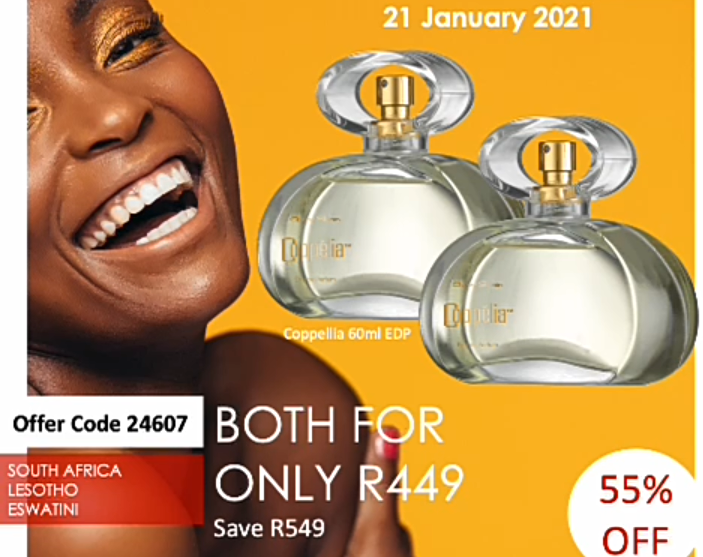 21 January 2021
Coppellia 60ml EDP
Offer Code 24607
BOTH FOR
ONLY R449
Save R549
SOUTH AFRICA
LESOTHO
ESWATINI
55%
OFF